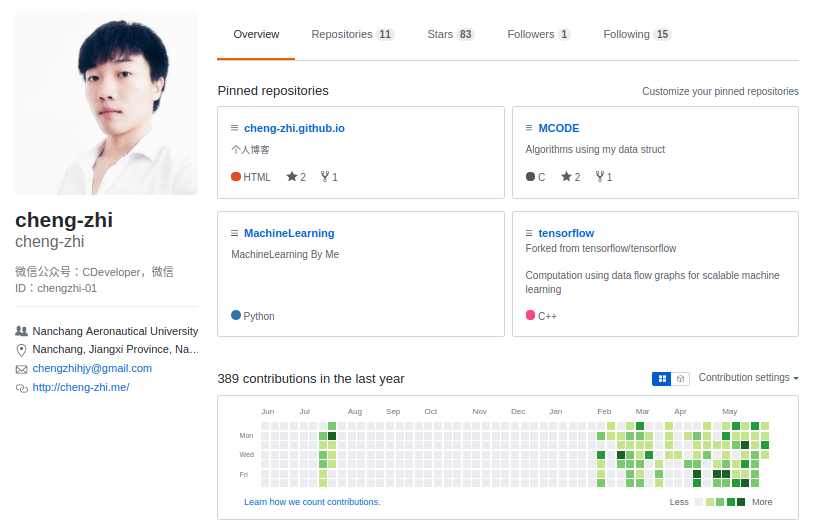 Overview Repositories 11 Stars 83 Followers 1 Following 15
cheng-zhi
cheng-zhi
微信公众号：CDeveloper，微信
ID：chengzhi-01
Nanchang Aeronautical University
Nanchang, Jiangxi Province, Na…
chengzhihjy@gmail.com
http://cheng-zhi.me/
Pinned repositories Customize your pinned repositories
cheng-zhi.github.io
个人博客
HTML 2 1
MCODE
Algorithms using my data struct
C 2 1
MachineLearning
MachineLearning By Me
Python
tensorflow
Forked from tensorflow/tensorflow
Computation using data flow graphs for scalable machine
learning
C++
389 contributions in the last year Contribution settings
Jun Jul Aug Sep Oct Nov Dec Jan Feb Mar Apr May
Mon
Wed
Fri
Learn how we count contributions. Less More